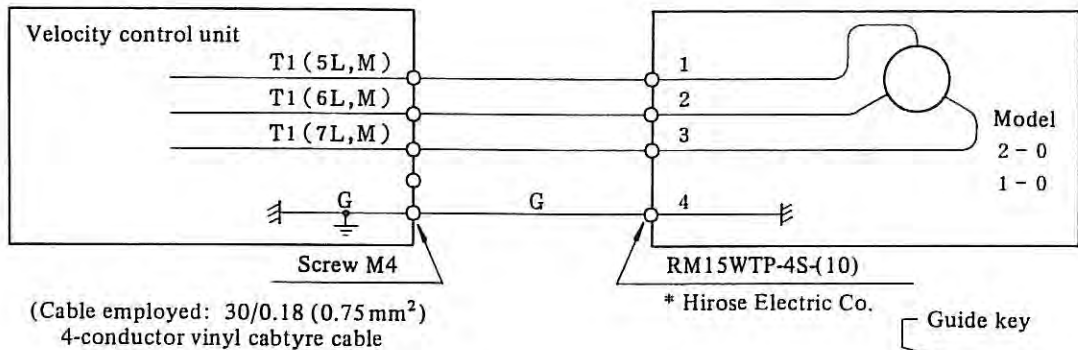 Velocity control unit
T1(5L,M)
1
T1(6L,M)
2
T1(7L,M)
3
Model
2-0
1-0
G
G
4
Screw M4
RM15WTP-4S-(10)
* Hirose Electric Co.
(Cable employed: 30/0.18 (0.75mm²)
4-conductor vinyl cabtyre cable
Guide key